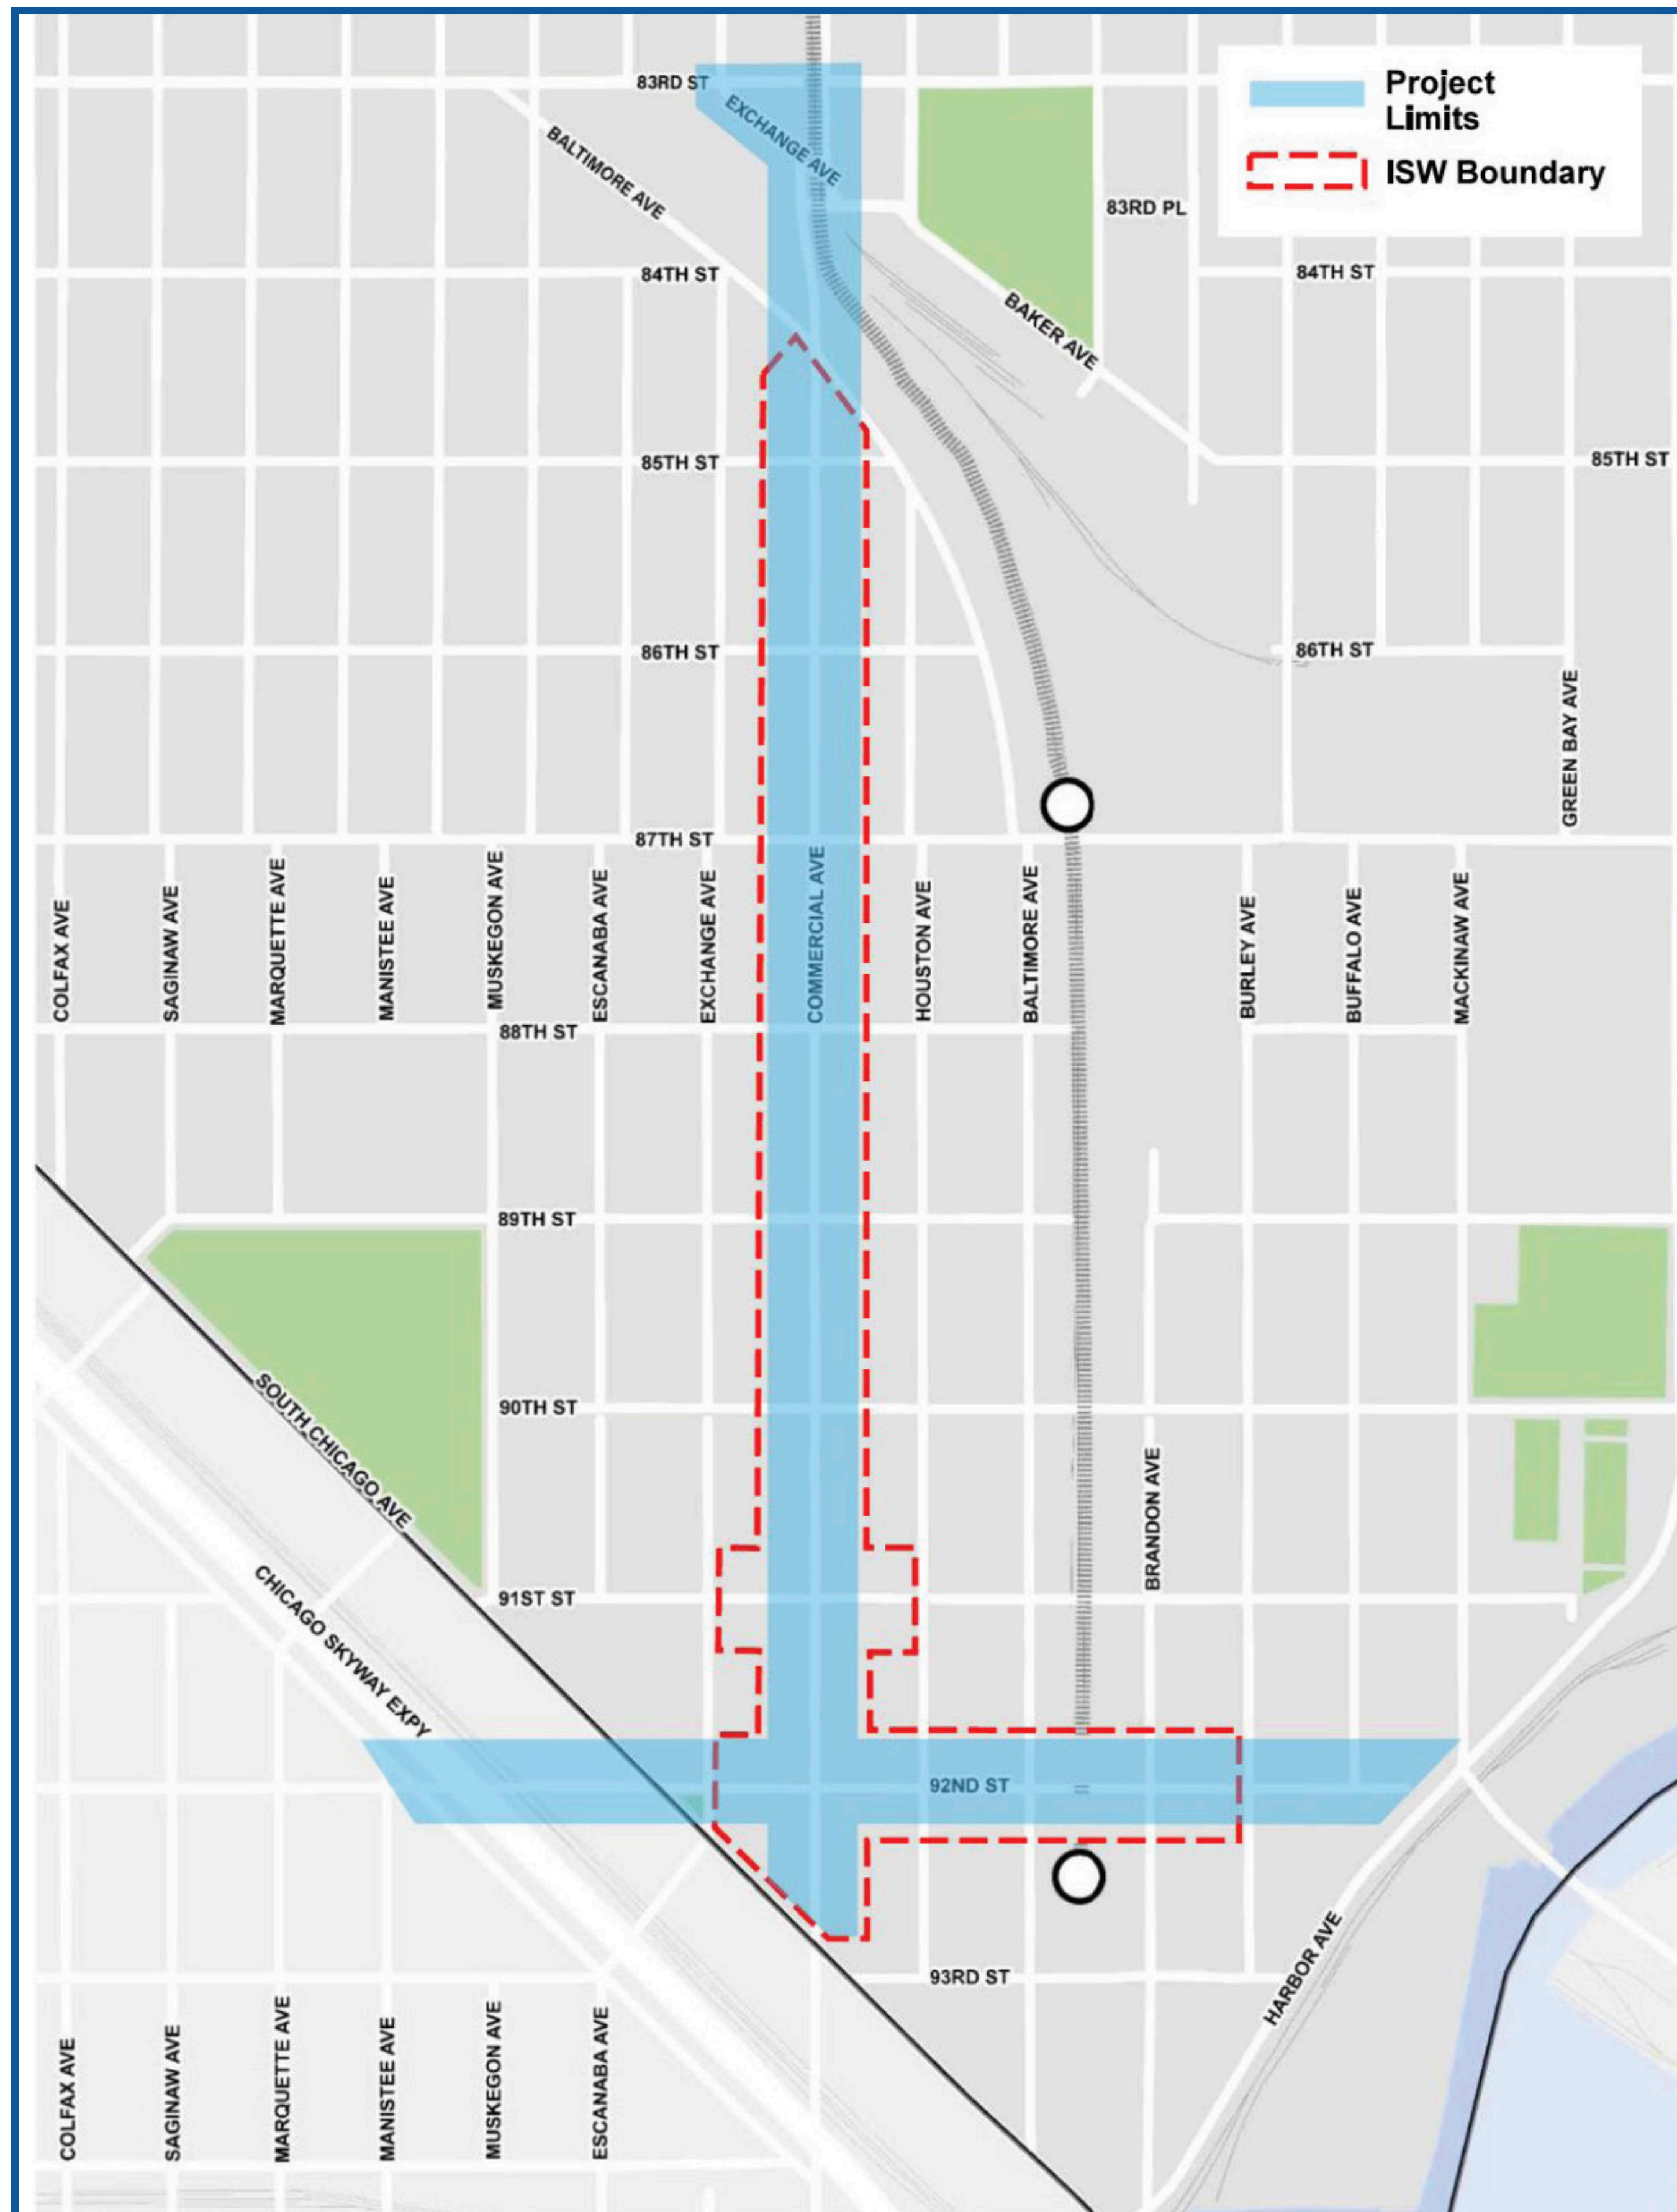 Project
Limits
ISW Boundary
83RD ST
EXCHANGE AVE
BALTIMORE AVE
83RD PL
84TH ST
84TH ST
BAKER AVE
85TH ST
85TH ST
86TH ST
86TH ST
GREEN BAY AVE
87TH ST
COLFAX AVE
SAGINAW AVE
MARQUETTE AVE
MANISTEE AVE
MUSKEGON AVE
ESCANABA AVE
EXCHANGE AVE
COMMERCIAL AVE
HOUSTON AVE
BALTIMORE AVE
BURLEY AVE
BUFFALO AVE
MACKINAW AVE
88TH ST
89TH ST
90TH ST
SOUTH CHICAGO AVE
BRANDON AVE
91ST ST
CHICAGO SKYWAY EXPY
92ND ST
93RD ST
HARBOR AVE
COLFAX AVE
SAGINAW AVE
MARQUETTE AVE
MANISTEE AVE
MUSKEGON AVE
ESCANABA AVE